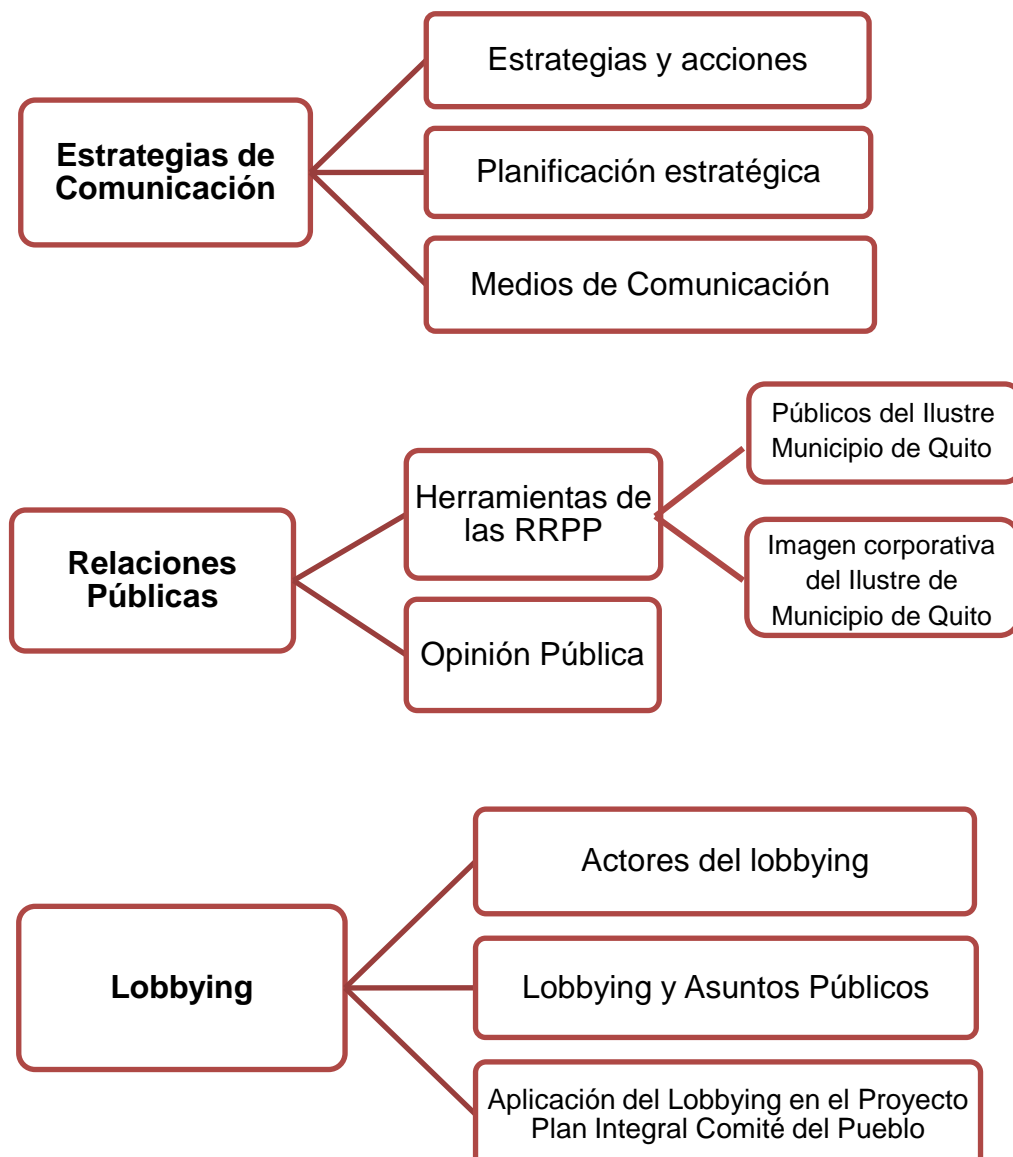 Estrategias de
Comunicación
Estrategias y acciones
Planificación estratégica
Medios de Comunicación
Relaciones
Públicas
Herramientas de
las RRPP
Públicos del Ilustre
Municipio de Quito
Imagen corporativa
del Ilustre de
Municipio de Quito
Opinión Pública
Lobbying
Actores del lobbying
Lobbying y Asuntos Públicos
Aplicación del Lobbying en el Proyecto
Plan Integral Comité del Pueblo